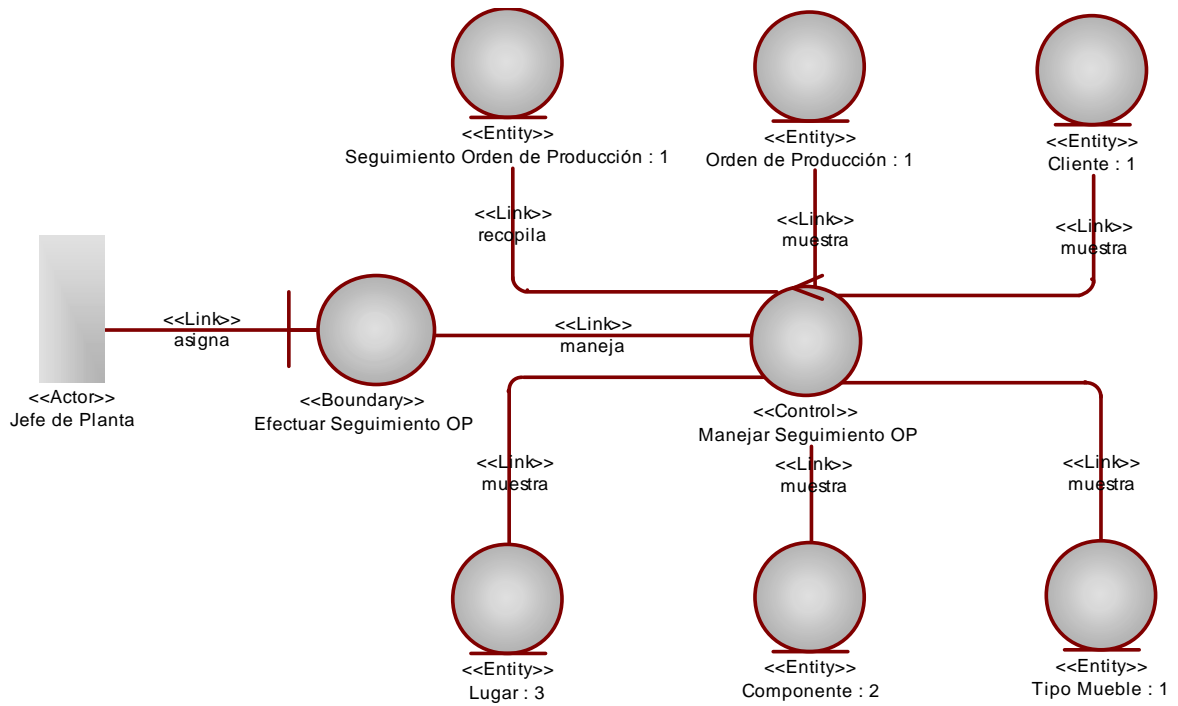 <<Entity>>
Seguimiento Orden de Producción : 1
<<Entity>>
Orden de Producción : 1
<<Entity>>
Cliente : 1
<<Link>>
recopila
<<Link>>
muestra
<<Link>>
muestra
<<Link>>
asigna
<<Link>>
maneja
<<Actor>>
Jefe de Planta
<<Boundary>>
Efectuar Seguimiento OP
<<Control>>
Manejar Seguimiento OP
<<Link>>
muestra
<<Link>>
muestra
<<Link>>
muestra
<<Entity>>
Lugar : 3
<<Entity>>
Componente : 2
<<Entity>>
Tipo Mueble : 1